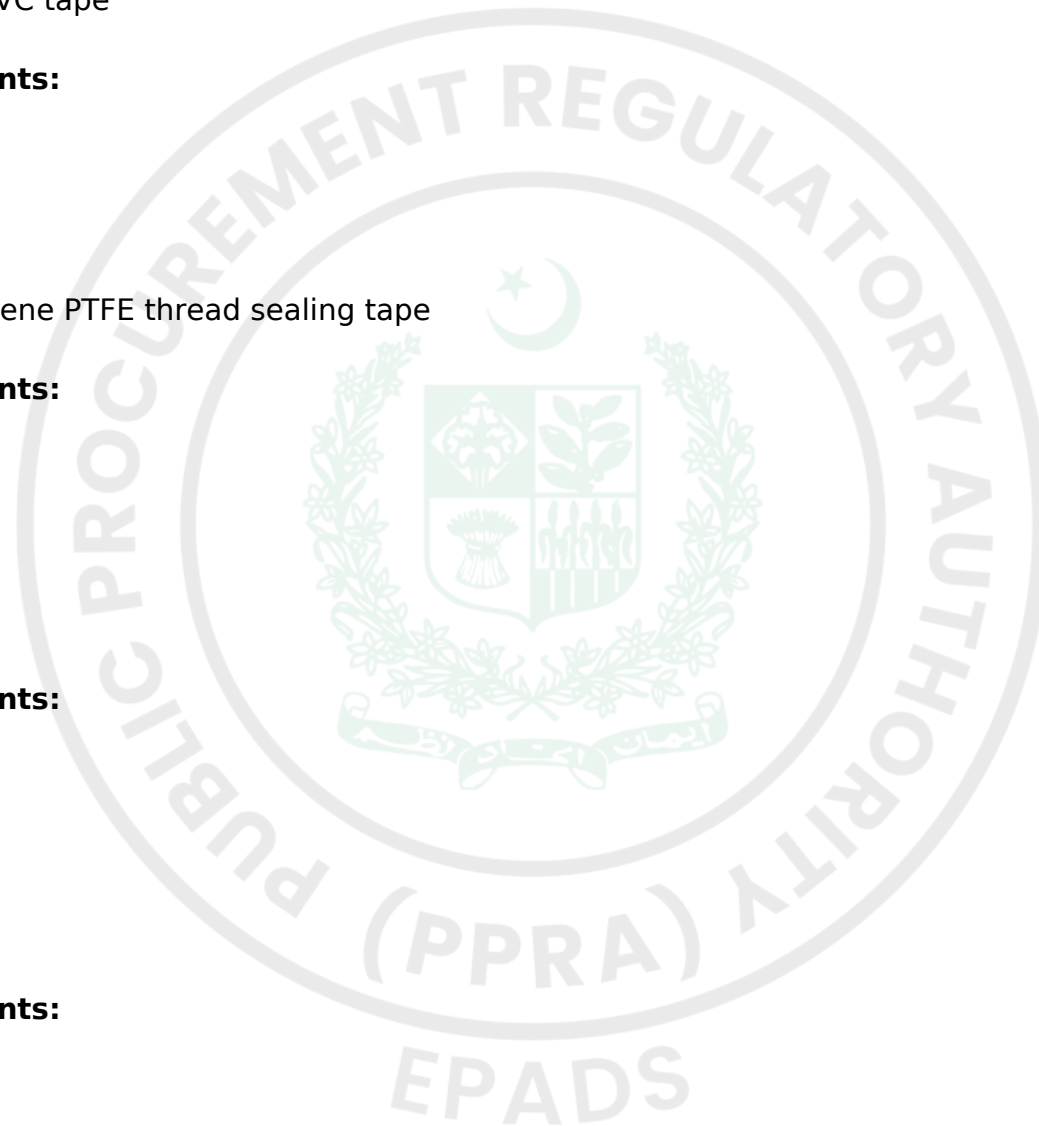 VC tape
nts:
ene PTFE thread sealing tape
nts:
nts:
nts:
PUBLIC PROCUREMENT REGULATORY AUTHORITY
(PPRA)
EPADS